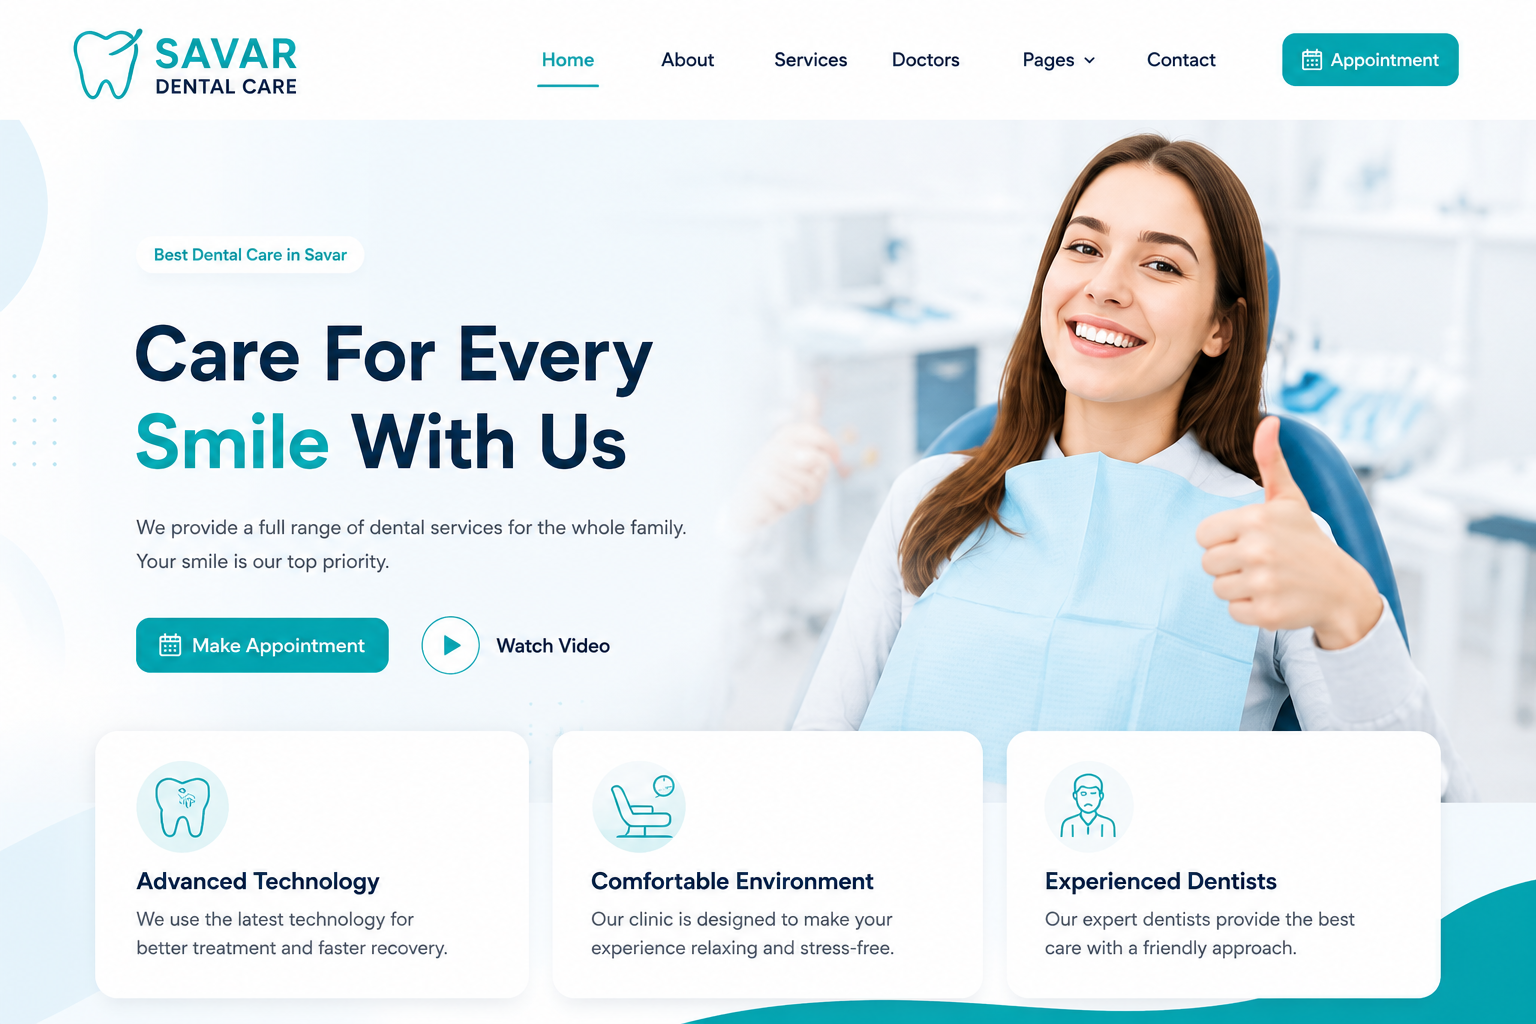 SAVAR
DENTAL CARE
Home
About
Services
Doctors
Pages
Contact
Appointment
Best Dental Care in Savar
Care For Every
Smile With Us
We provide a full range of dental services for the whole family.
Your smile is our top priority.
Make Appointment
Watch Video
Advanced Technology
We use the latest technology for
better treatment and faster recovery.
Comfortable Environment
Our clinic is designed to make your
experience relaxing and stress-free.
Experienced Dentists
Our expert dentists provide the best
care with a friendly approach.